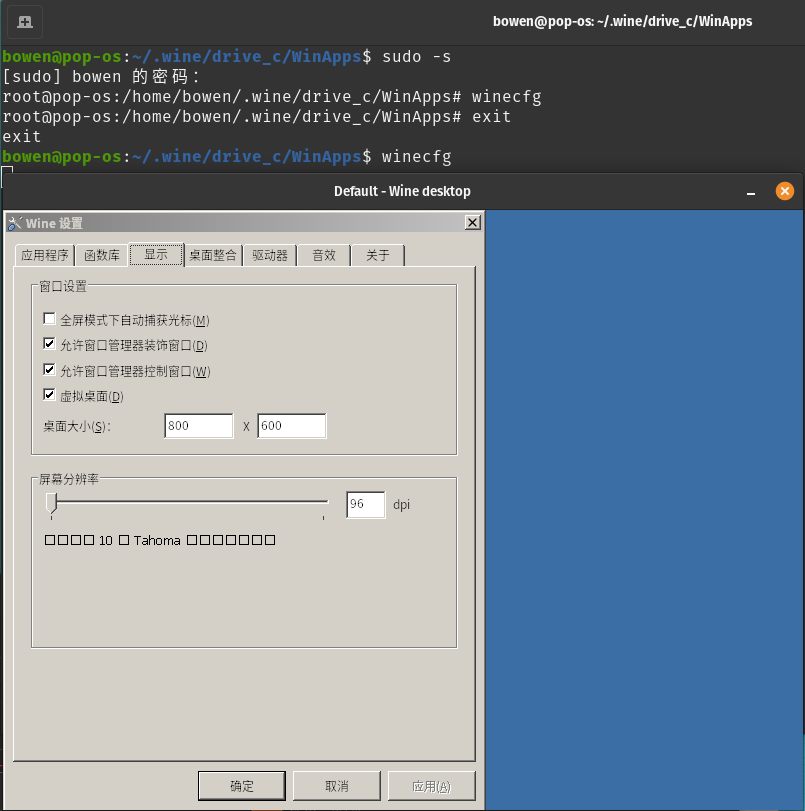 bowen@pop-os: ~/.wine/drive_c/WinApps
bowen@pop-os:~/.wine/drive_c/WinApps$ sudo -s
[sudo] bowen 的密码：
root@pop-os:/home/bowen/.wine/drive_c/WinApps# winecfg
root@pop-os:/home/bowen/.wine/drive_c/WinApps# exit
exit
bowen@pop-os:~/.wine/drive_c/WinApps$ winecfg
Default - Wine desktop
Wine 设置
应用程序 函数库 显示 桌面整合 驱动器 音效 关于
窗口设置
全屏模式下自动捕获光标(M)
允许窗口管理器装饰窗口(D)
允许窗口管理器控制窗口(W)
虚拟桌面(D)
桌面大小(S): 800 X 600
屏幕分辨率
96 dpi
□□□□ 10 □ Tahoma □□□□□□□
确定 取消 应用(A)